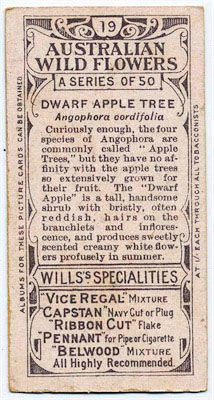 19
AUSTRALIAN
WILD FLOWERS
A SERIES OF 50
DWARF APPLE TREE
Angophora cordifolia
Curiously enough, the four
species of Angophora are
commonly called "Apple
Trees," but they have no af-
finity with the apple trees
so extensively grown for
their fruit. The "Dwarf
Apple" is a tall, handsome
shrub with bristly, often
reddish, hairs on the
branchlets and inflores-
cence, and produces sweetly
scented creamy white flow-
ers profusely in summer.
WILLS'S SPECIALITIES
"VICE REGAL" MIXTURE
"CAPSTAN" NAVY CUT or PLUG
"RIBBON CUT" Flake
"PENNANT" for Pipe or Cigarette
"BELWOOD" MIXTURE
All Highly Recommended.
ALBUMS FOR THESE PICTURE CARDS CAN BE OBTAINED
AT 1/- EACH THROUGH ALL TOBACCONISTS